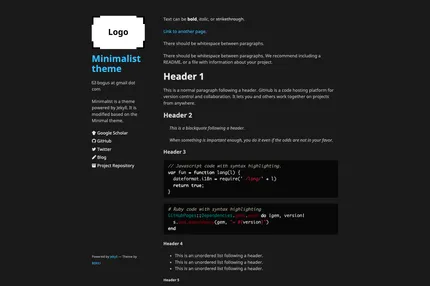 Logo
Minimalist
theme
bogus at gmail dot
com
Minimalist is a theme
powered by Jekyll. It is
modified based on the
Minimal theme.
Google Scholar
GitHub
Twitter
Blog
Project Repository
Powered by Jekyll — Theme by
Text can be bold, italic, or strikethrough.
Link to another page.
There should be whitespace between paragraphs.
There should be whitespace between paragraphs. We recommend including a
README, or a file with information about your project.
Header 1
This is a normal paragraph following a header. GitHub is a code hosting platform for
version control and collaboration. It lets you and others work together on projects
from anywhere.
Header 2
This is a blockquote following a header.
When something is important enough, you do it even if the odds are not in your favor.
Header 3
// Javascript code with syntax highlighting.
var fun = function lang(l) {
dateformat.i18n = require('./lang/' + l)
return true;
}
# Ruby code with syntax highlighting
GitHubPages::Dependencies.gems.each do |gem, version|
s.add_dependency(gem, "= #{version}")
end
Header 4
This is an unordered list following a header.
This is an unordered list following a header.
This is an unordered list following a header.
Header 5